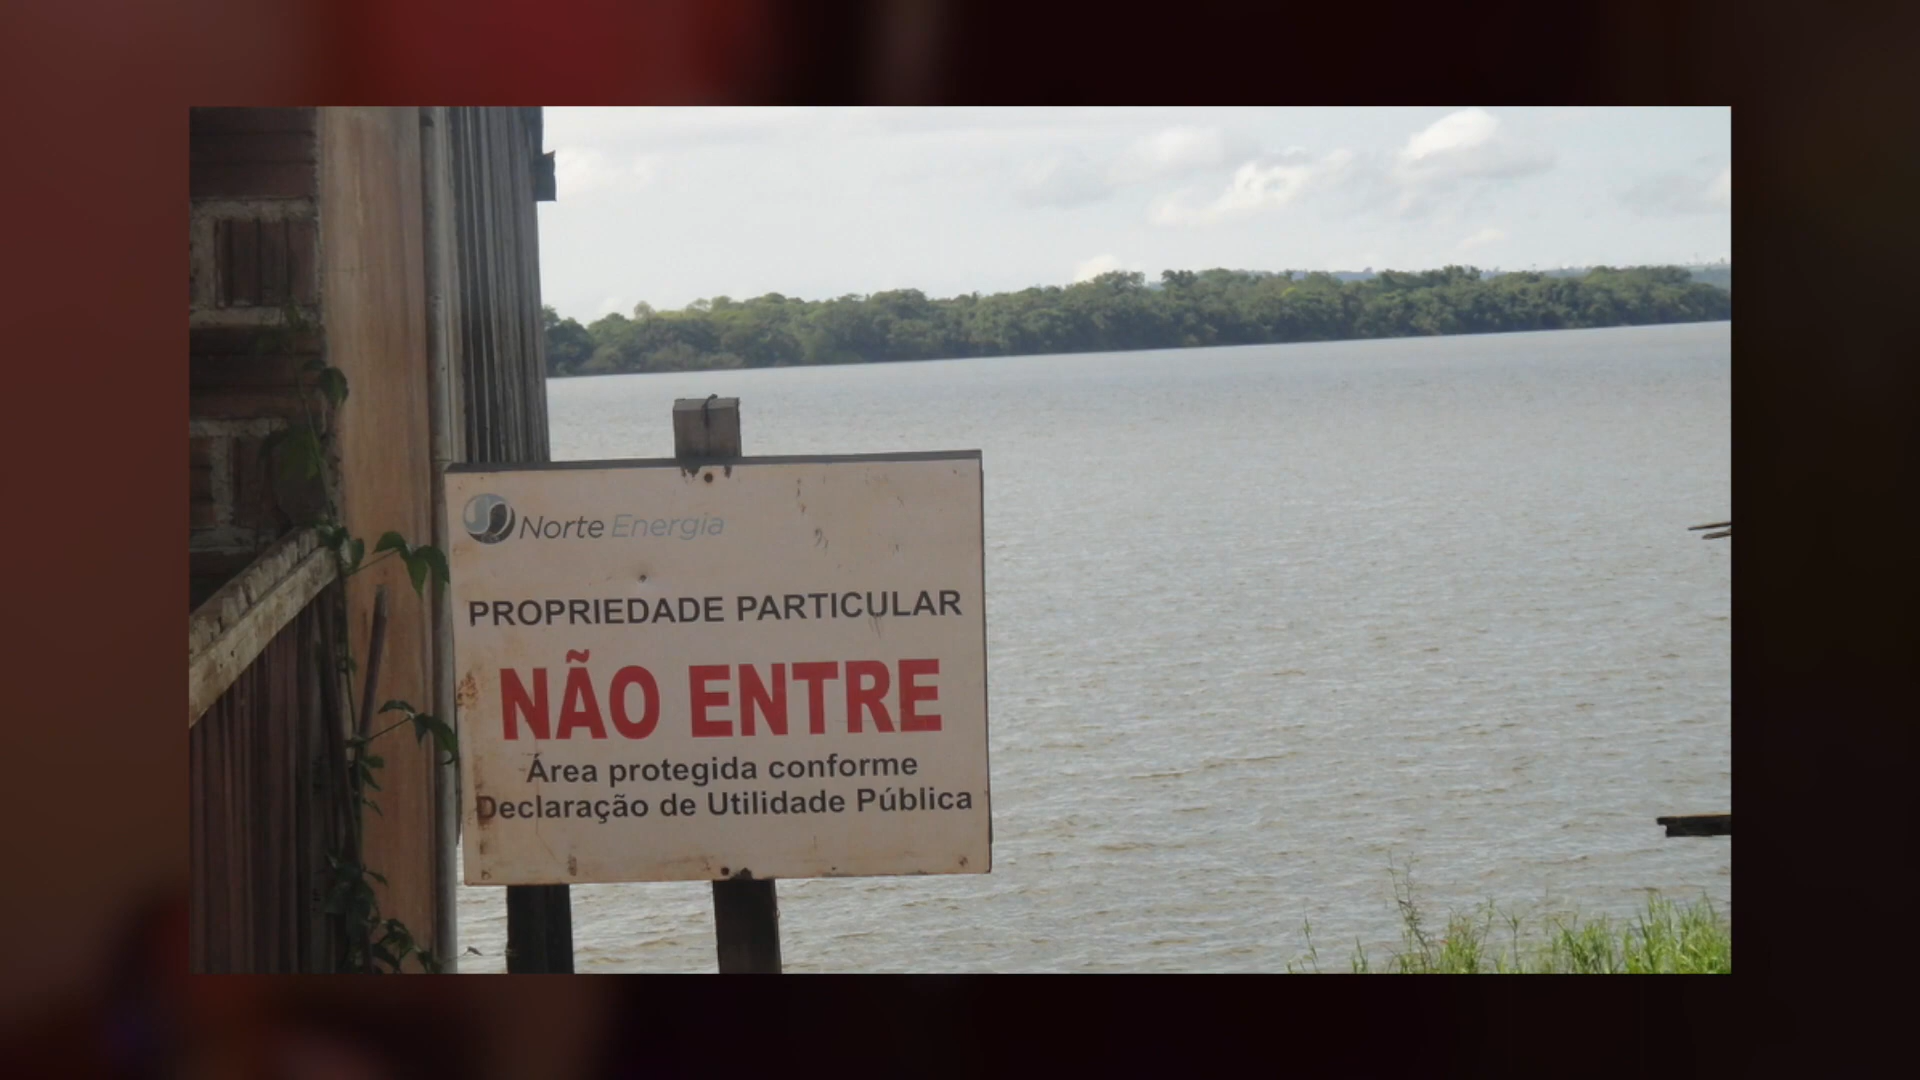 Norte Energia
PROPRIEDADE PARTICULAR
NÃO ENTRE
Área protegida conforme
Declaração de Utilidade Pública